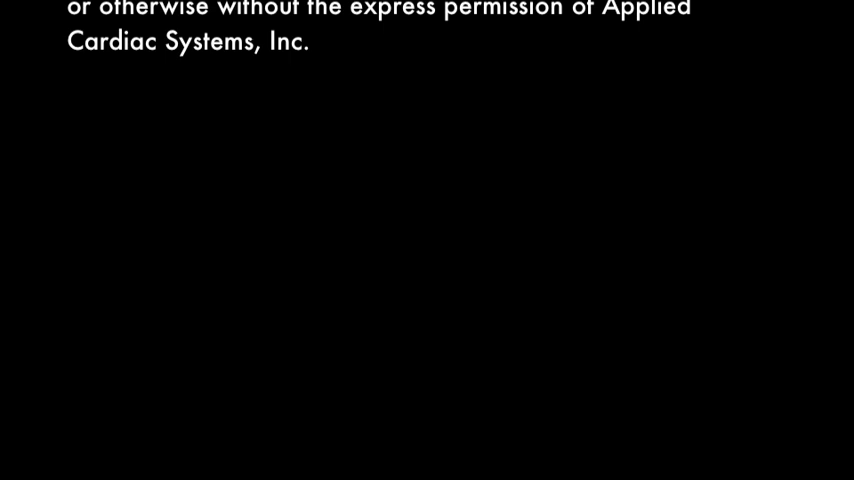 or otherwise without the express permission of Applied
Cardiac Systems, Inc.